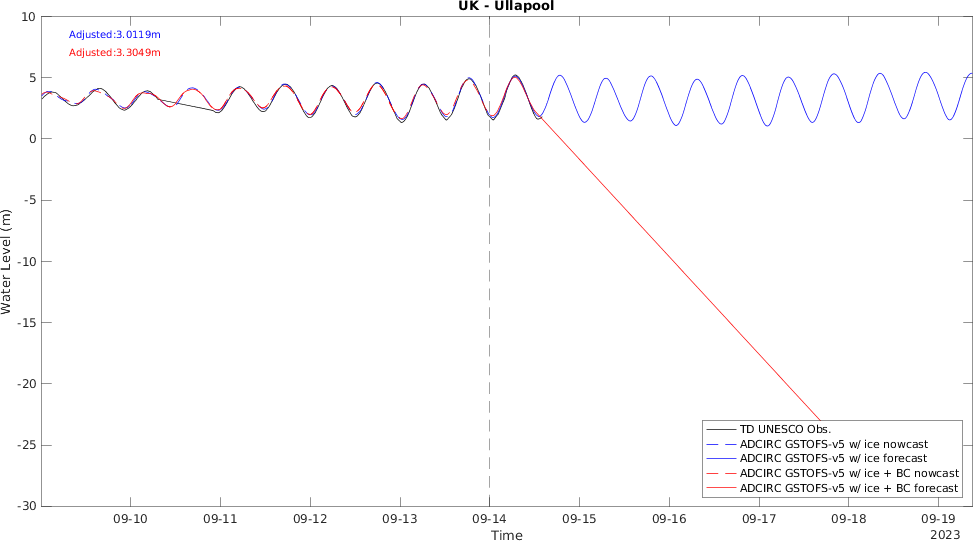 UK - Ullapool
Adjusted:3.0119m
Adjusted:3.3049m
10
5
0
-5
-10
-15
-20
-25
-30
Water Level (m)
TD UNESCO Obs.
ADCIRC GSTOFS-v5 w/ ice nowcast
ADCIRC GSTOFS-v5 w/ ice forecast
ADCIRC GSTOFS-v5 w/ ice + BC nowcast
ADCIRC GSTOFS-v5 w/ ice + BC forecast
09-10 09-11 09-12 09-13 09-14 09-15 09-16 09-17 09-18 09-19
2023
Time